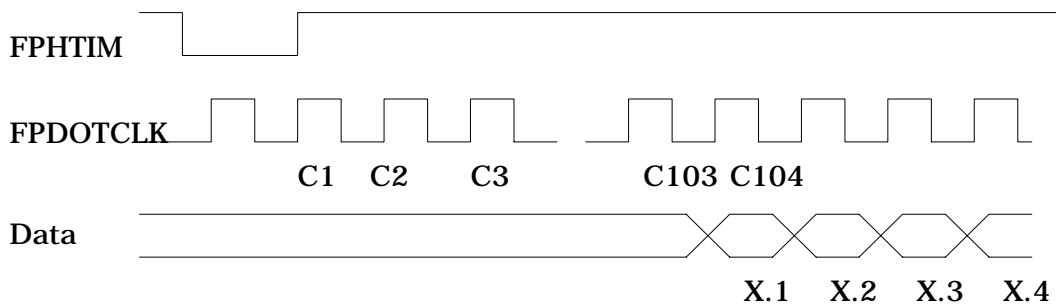 FPHTIM
FPDOTCLK
C1 C2 C3 C103 C104
Data
X.1 X.2 X.3 X.4